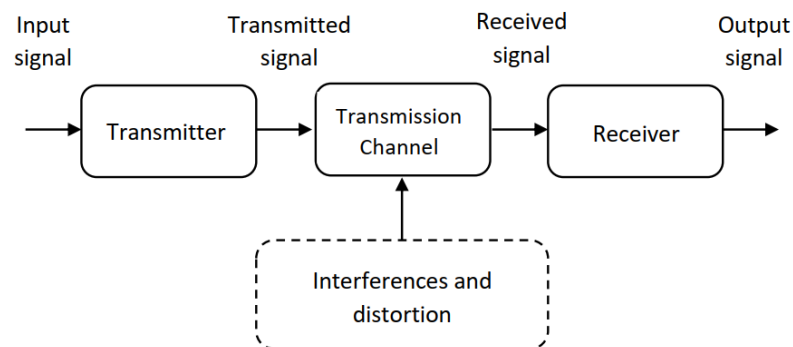 Input
signal
Transmitted
signal
Received
signal
Output
signal
Transmitter
Transmission
Channel
Receiver
Interferences and
distortion